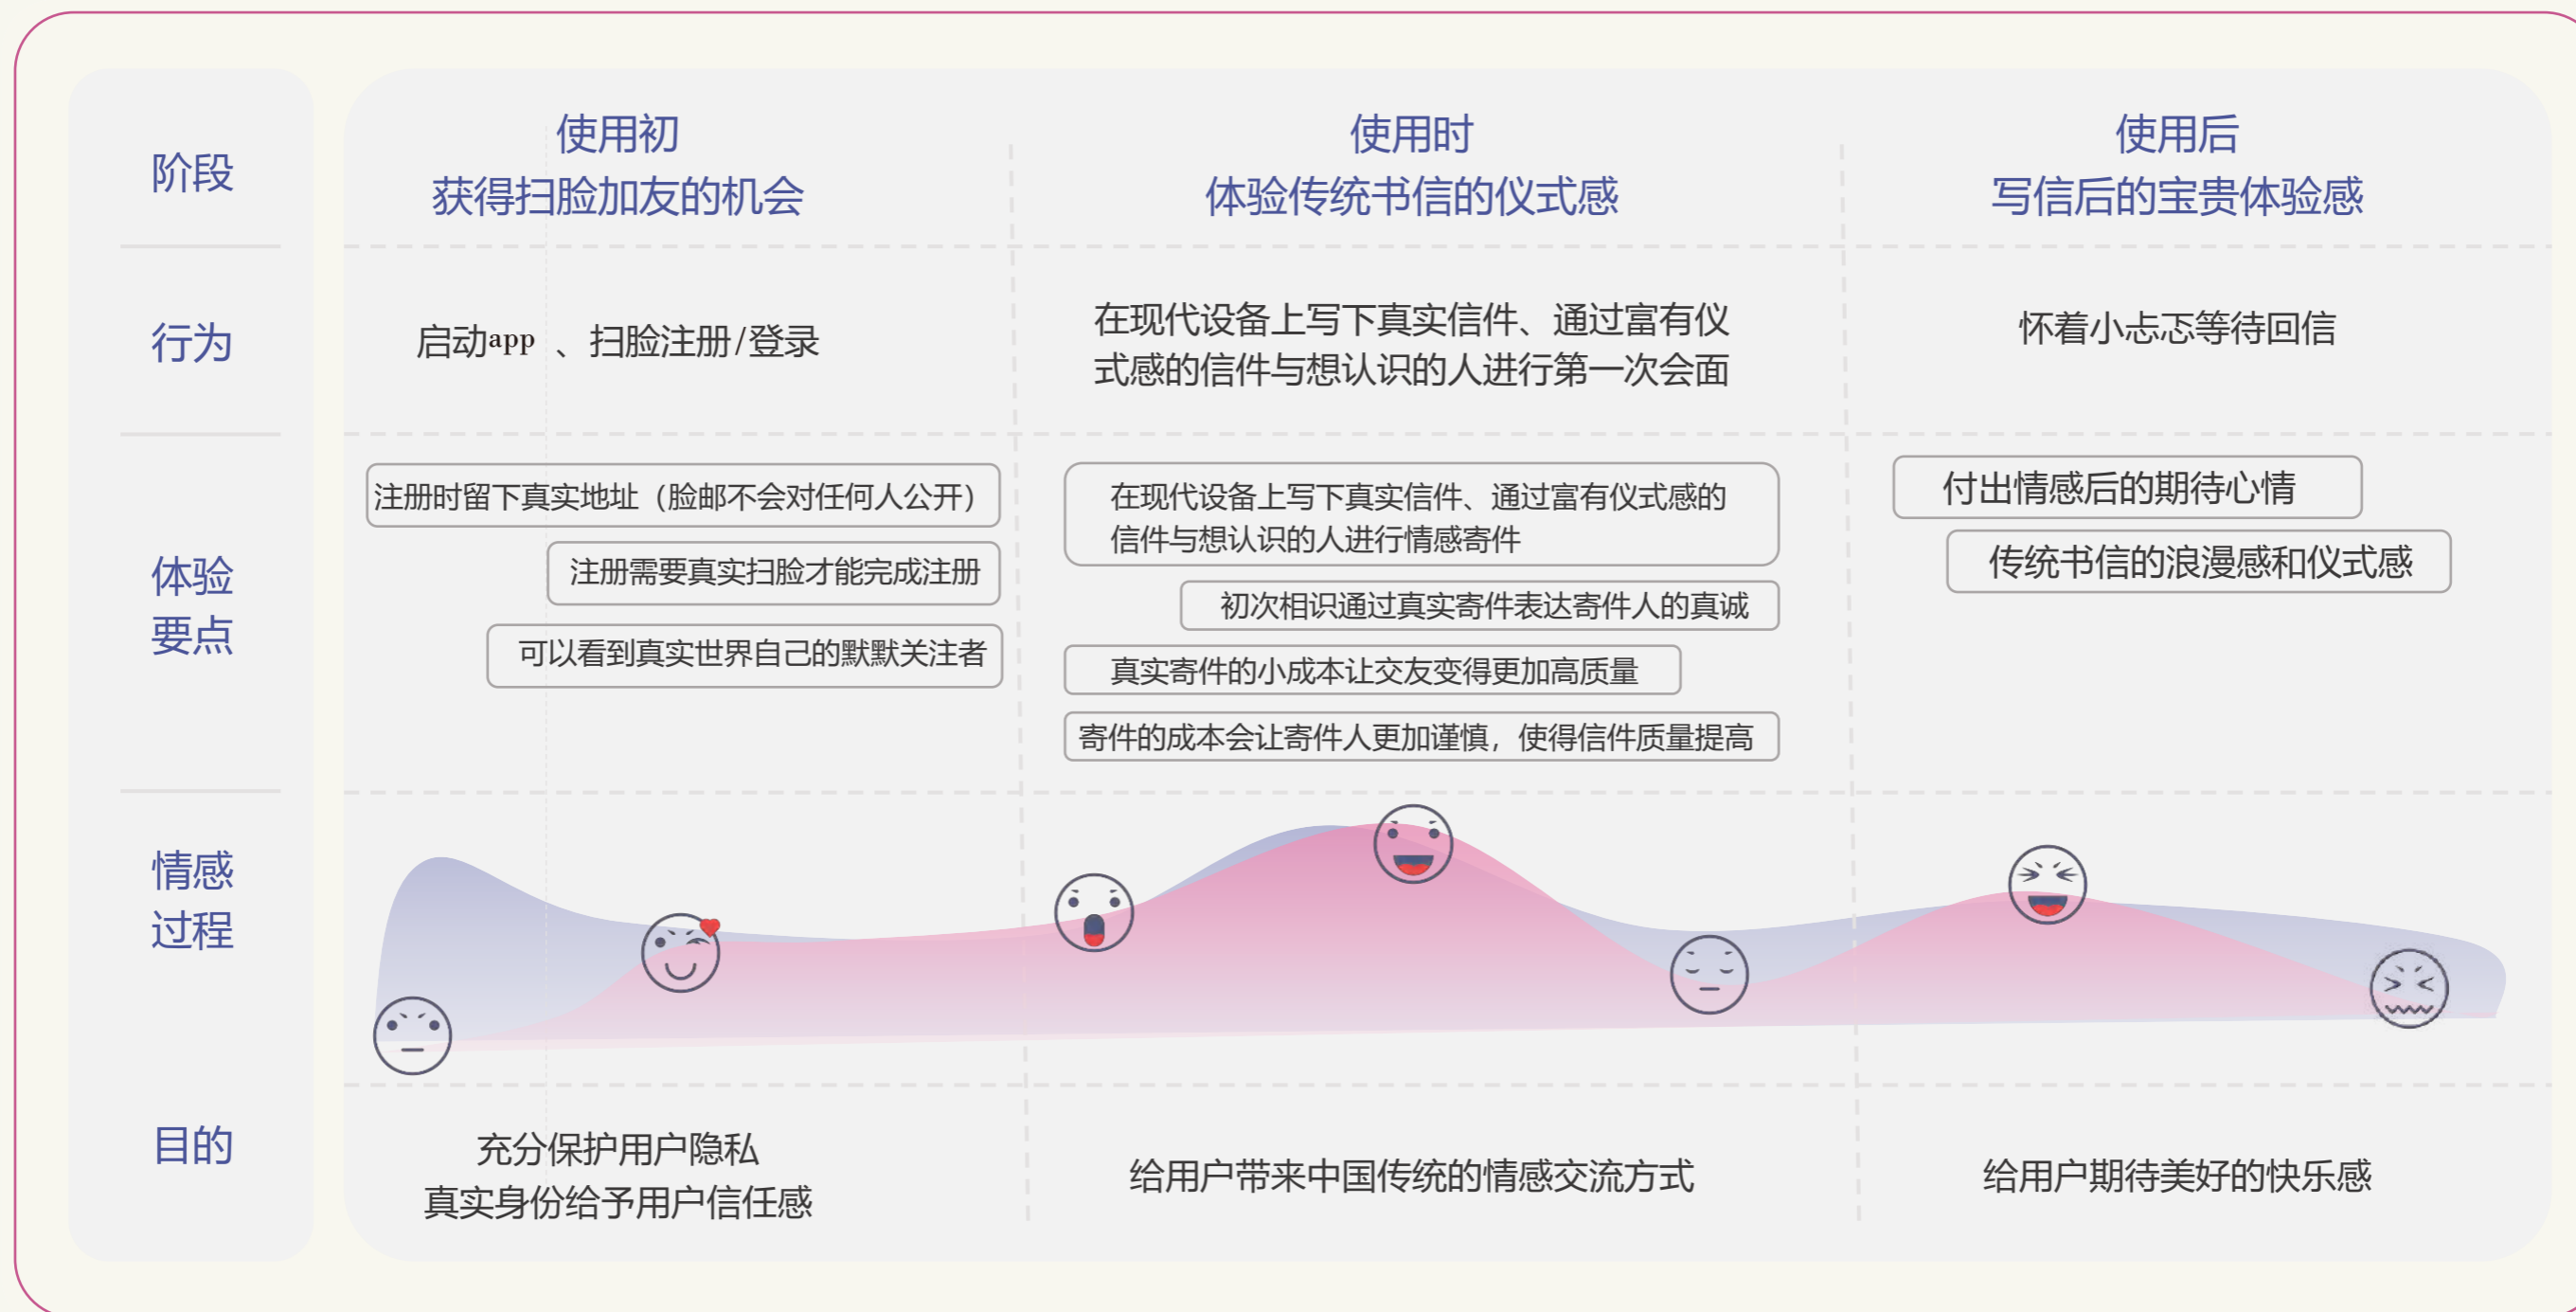 阶段
使用初
获得扫脸加友的机会
使用时
体验传统书信的仪式感
使用后
写信后的宝贵体验感
行为
启动app 、扫脸注册/登录
在现代设备上写下真实信件、通过富有仪
式感的信件与想认识的人进行第一次会面
怀着小忐忑等待回信
体验
要点
注册时留下真实地址（脸邮不会对任何人公开）
注册需要真实扫脸才能完成注册
可以看到真实世界自己的默默关注者
在现代设备上写下真实信件、通过富有仪式感的
信件与想认识的人进行情感寄件
初次相识通过真实寄件表达寄件人的真诚
真实寄件的小成本让交友变得更加高质量
寄件的成本会让寄件人更加谨慎，使得信件质量提高
付出情感后的期待心情
传统书信的浪漫感和仪式感
情感
过程
目的
充分保护用户隐私
真实身份给予用户信任感
给用户带来中国传统的情感交流方式
给用户期待美好的快乐感